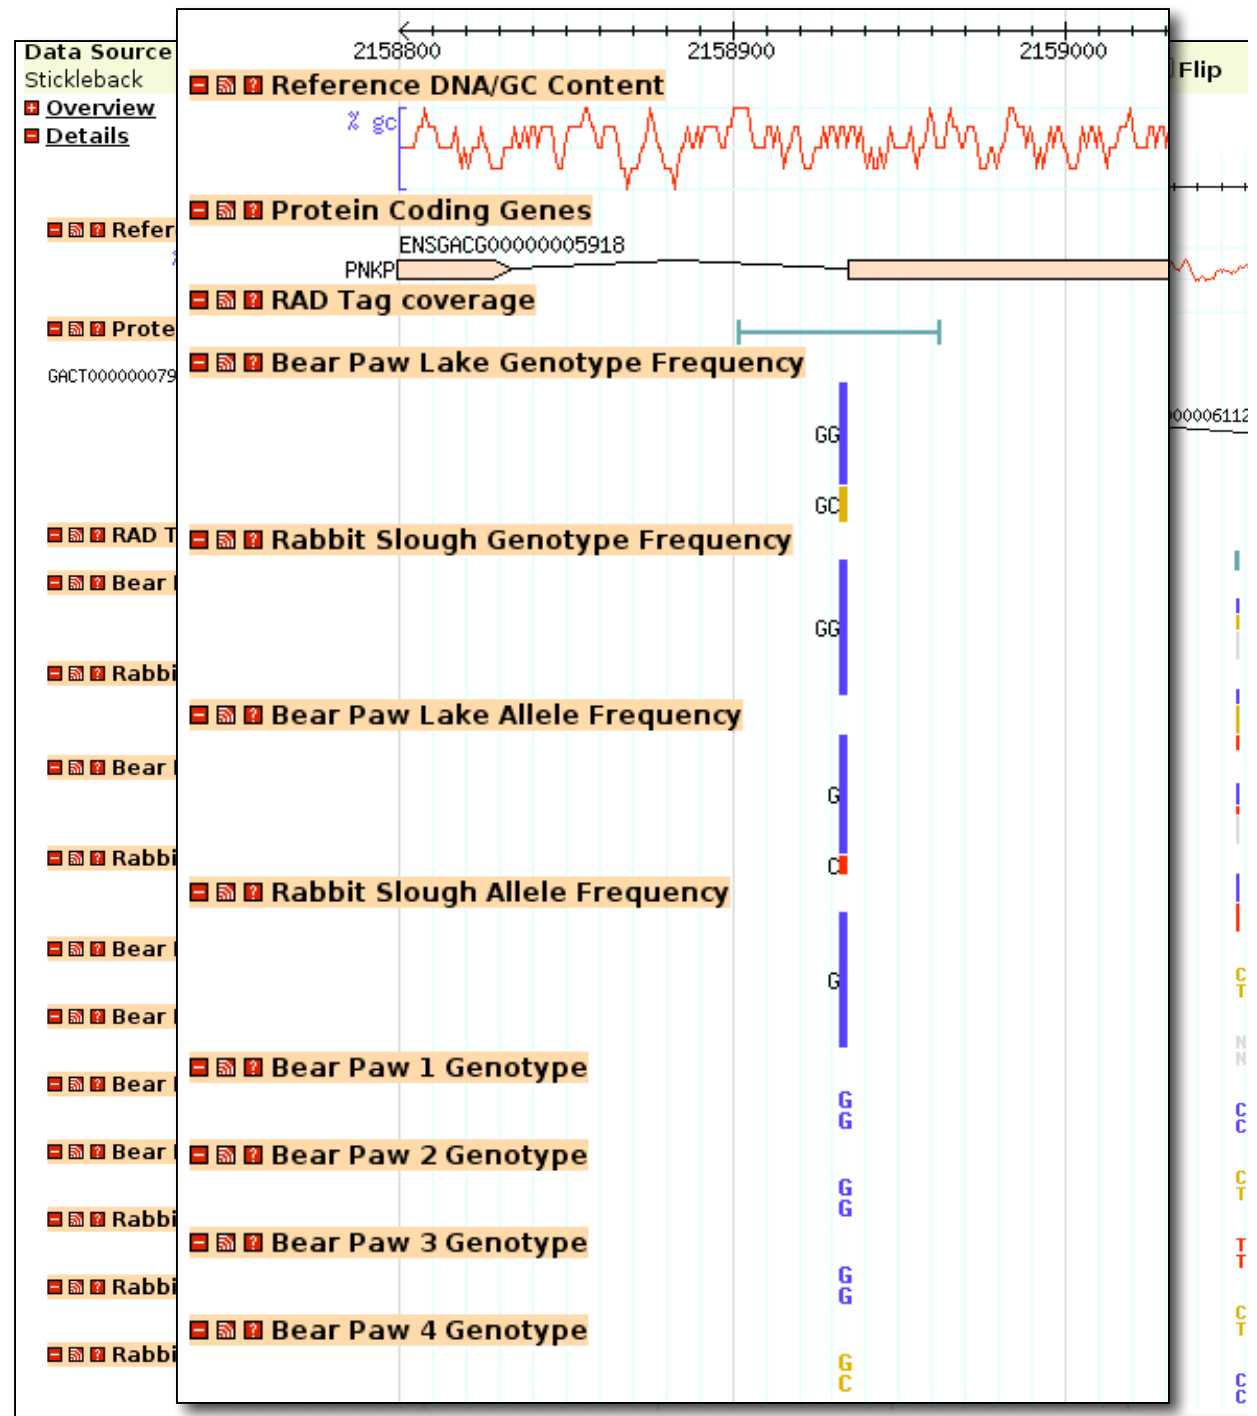 Data Source
Stickleback
Overview
Details
Flip
2158800 2158900 2159000
Reference DNA/GC Content
% gc
Protein Coding Genes
ENSGACG00000005918
PNKP
RAD Tag coverage
Bear Paw Lake Genotype Frequency
GG
GC
Rabbit Slough Genotype Frequency
GG
Bear Paw Lake Allele Frequency
G
C
Rabbit Slough Allele Frequency
G
Bear Paw 1 Genotype
G
G
Bear Paw 2 Genotype
G
G
Bear Paw 3 Genotype
G
G
Bear Paw 4 Genotype
G
C
Refer
Prote
GACT000000079
RAD T
Bear
Rabbi
Bear
Rabbi
Bear
Bear
Bear
Bear
Rabbi
Rabbi
Rabbi
000006112
C
T
N
N
C
C
C
T
T
T
C
T
C
C